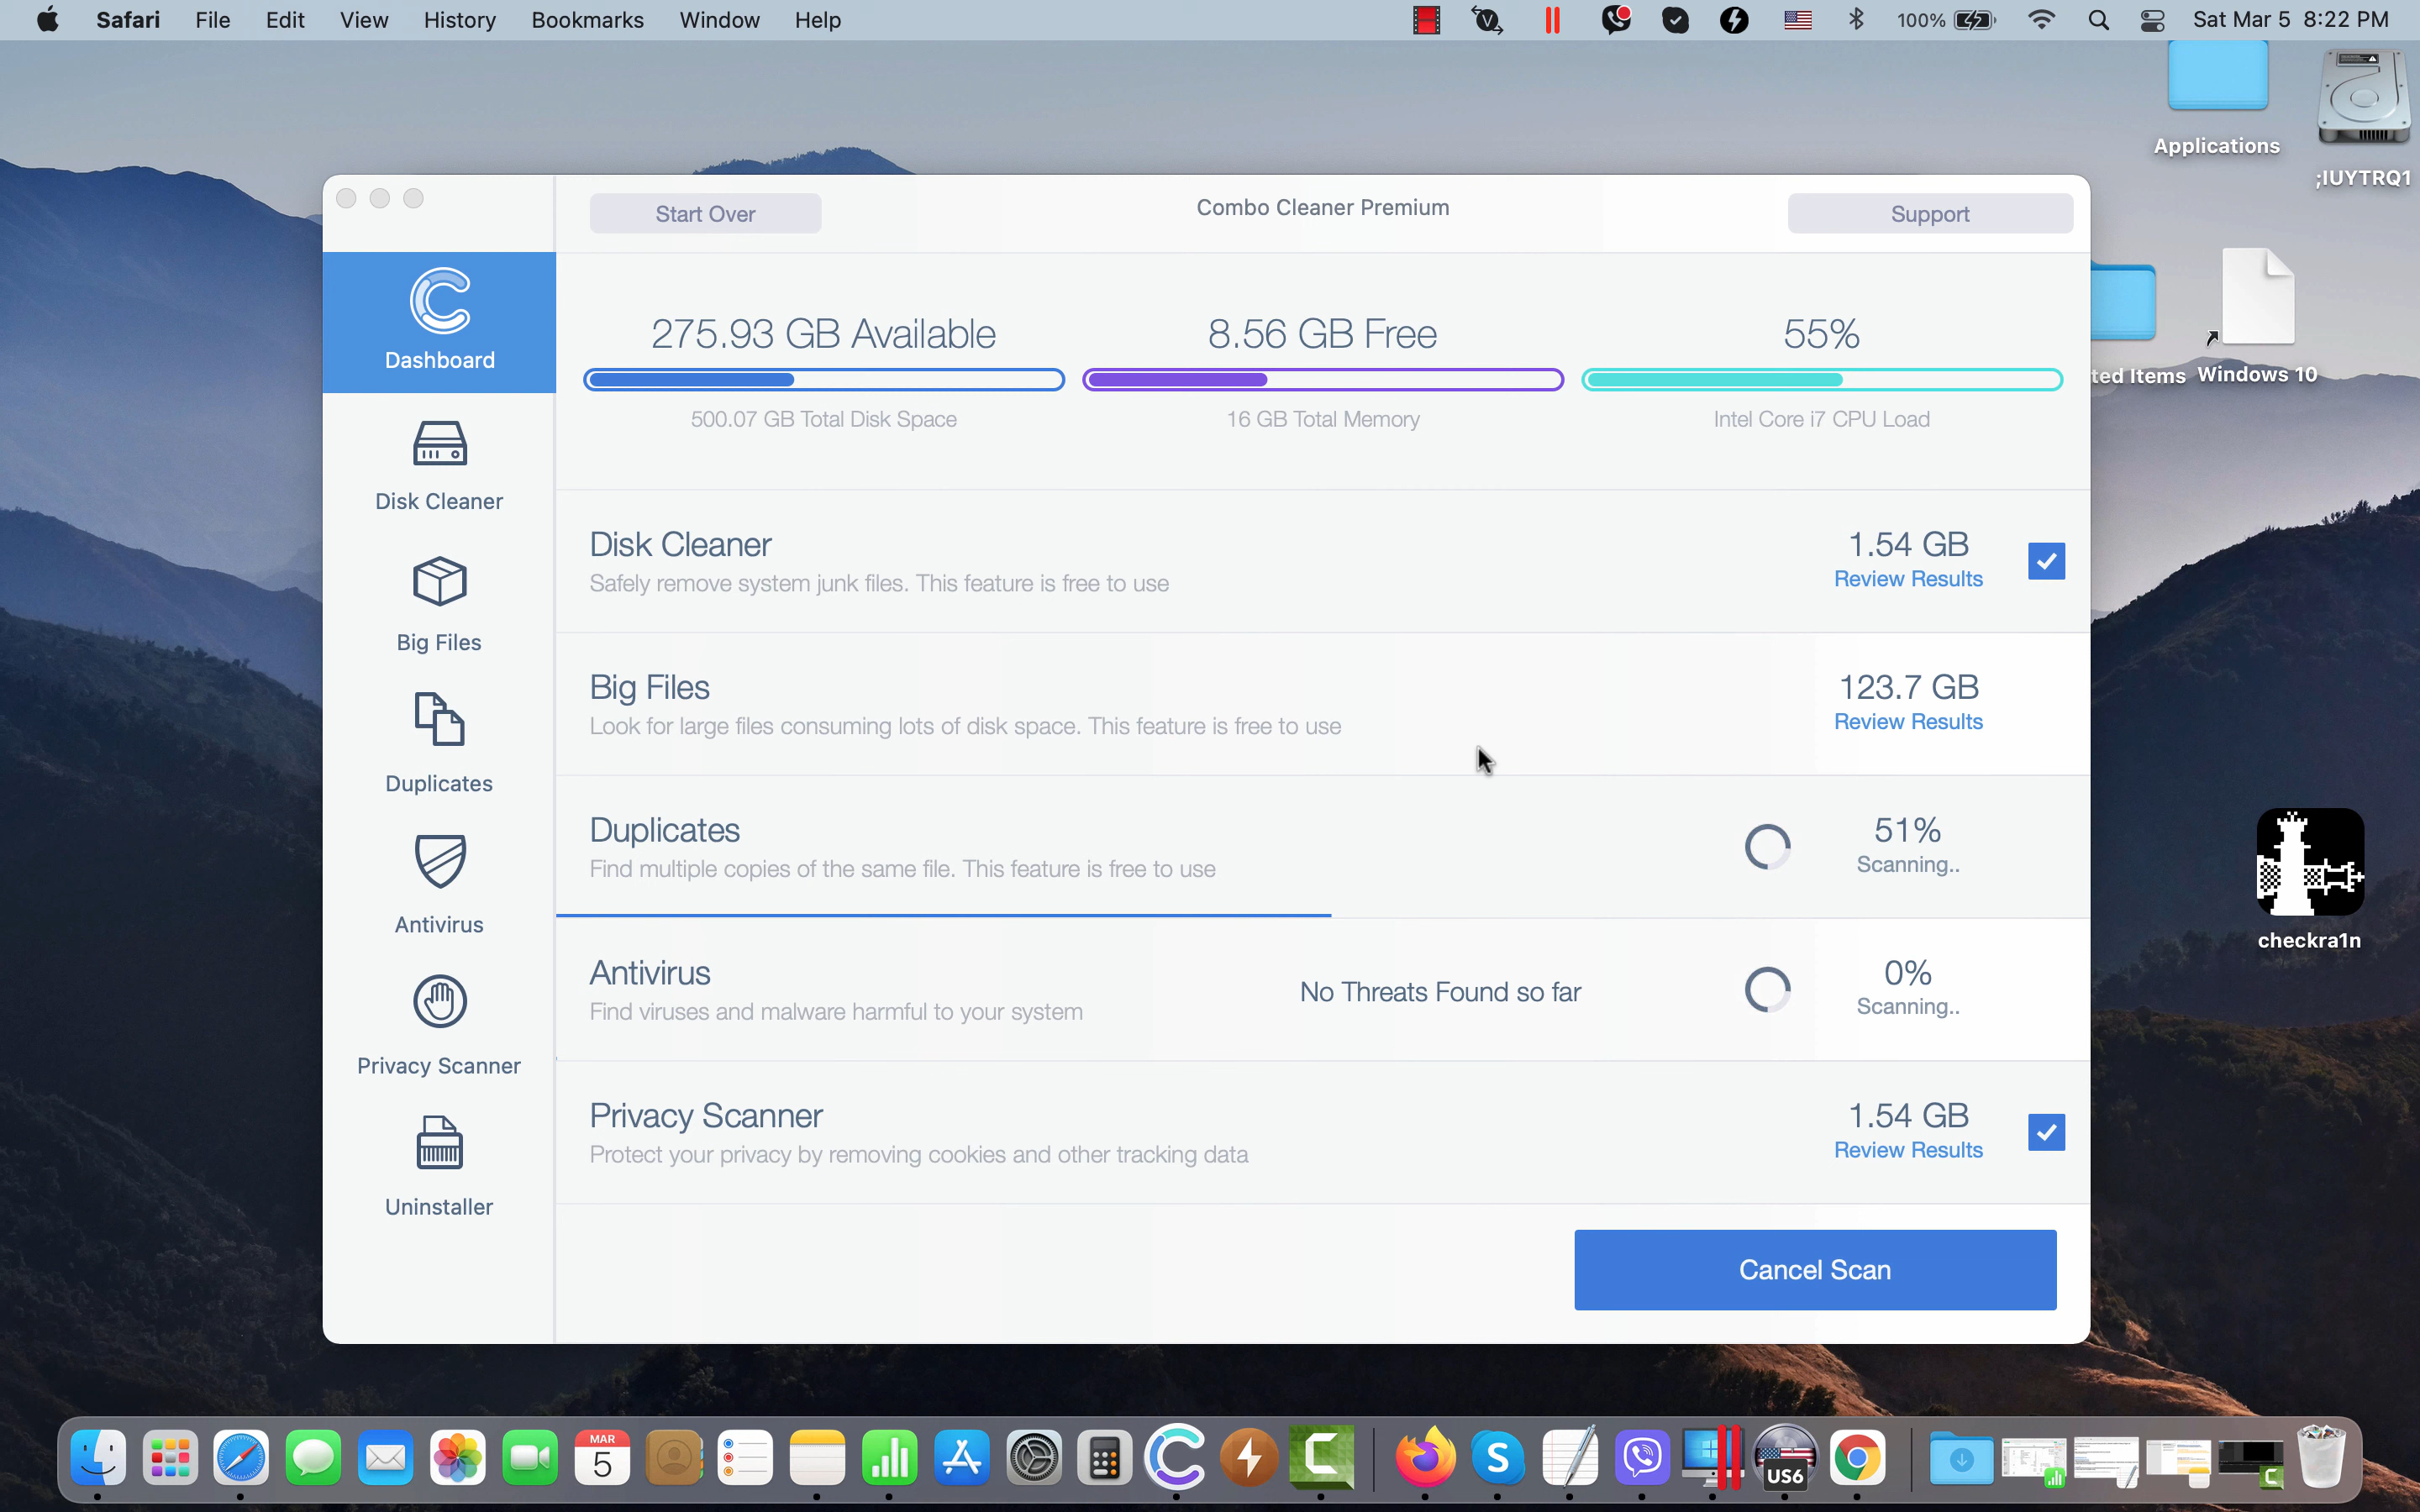 Safari File Edit View History Bookmarks Window Help 100% Sat Mar 5 8:22 PM
Applications
;IUYTRQ1
ted Items
Windows 10
checkra1n
Start Over
Combo Cleaner Premium
Support
Dashboard
Disk Cleaner
Big Files
Duplicates
Antivirus
Privacy Scanner
Uninstaller
275.93 GB Available
500.07 GB Total Disk Space
8.56 GB Free
16 GB Total Memory
55%
Intel Core i7 CPU Load
Disk Cleaner
Safely remove system junk files. This feature is free to use
1.54 GB
Review Results
Big Files
Look for large files consuming lots of disk space. This feature is free to use
123.7 GB
Review Results
Duplicates
Find multiple copies of the same file. This feature is free to use
51%
Scanning..
Antivirus
Find viruses and malware harmful to your system
No Threats Found so far
0%
Scanning..
Privacy Scanner
Protect your privacy by removing cookies and other tracking data
1.54 GB
Review Results
Cancel Scan
MAR
5
US6